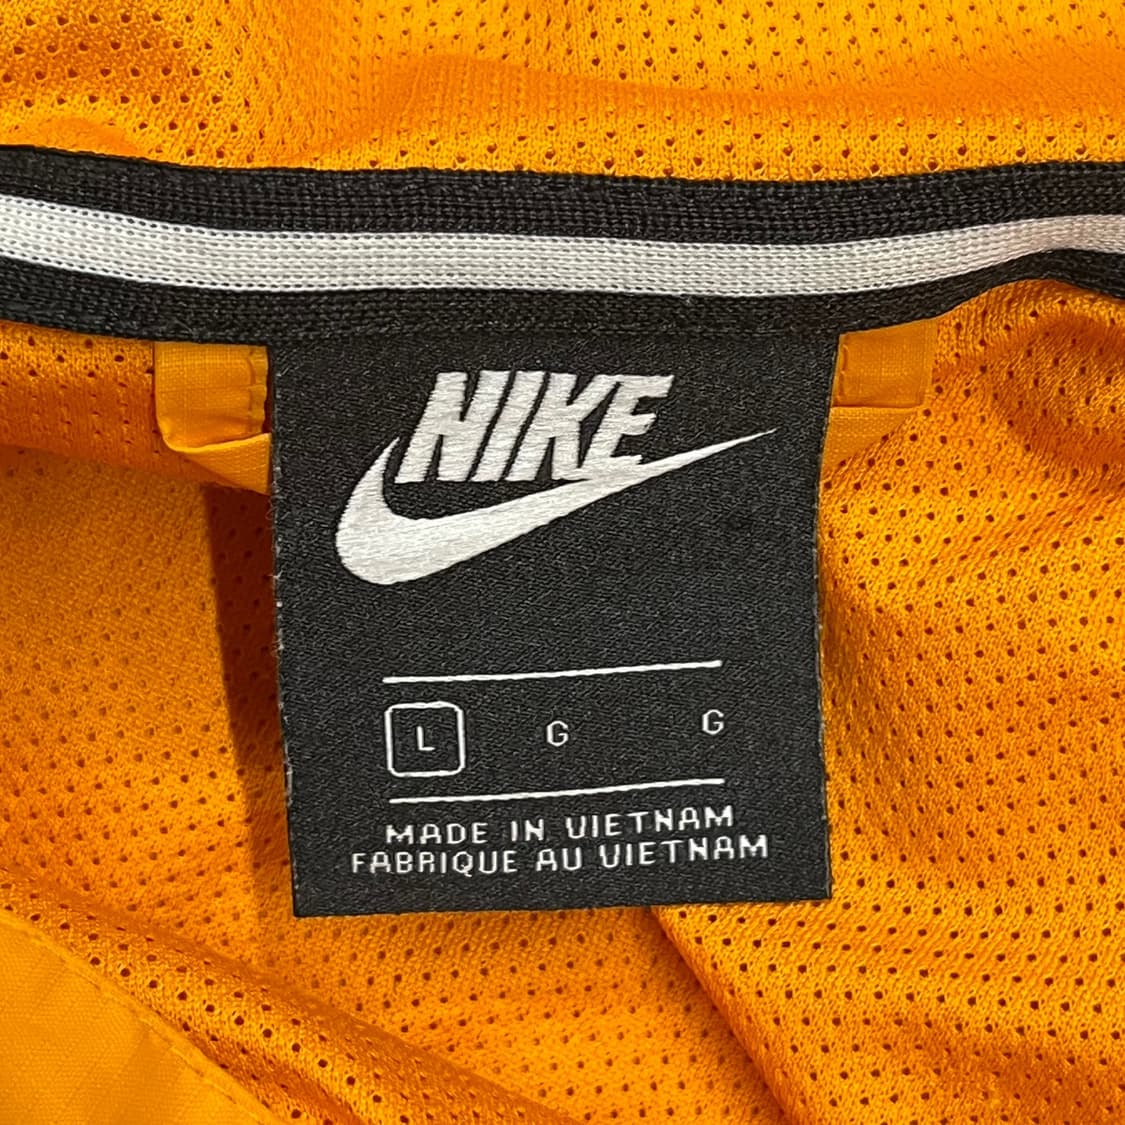 NIKE
L G G
MADE IN VIETNAM
FABRIQUE AU VIETNAM